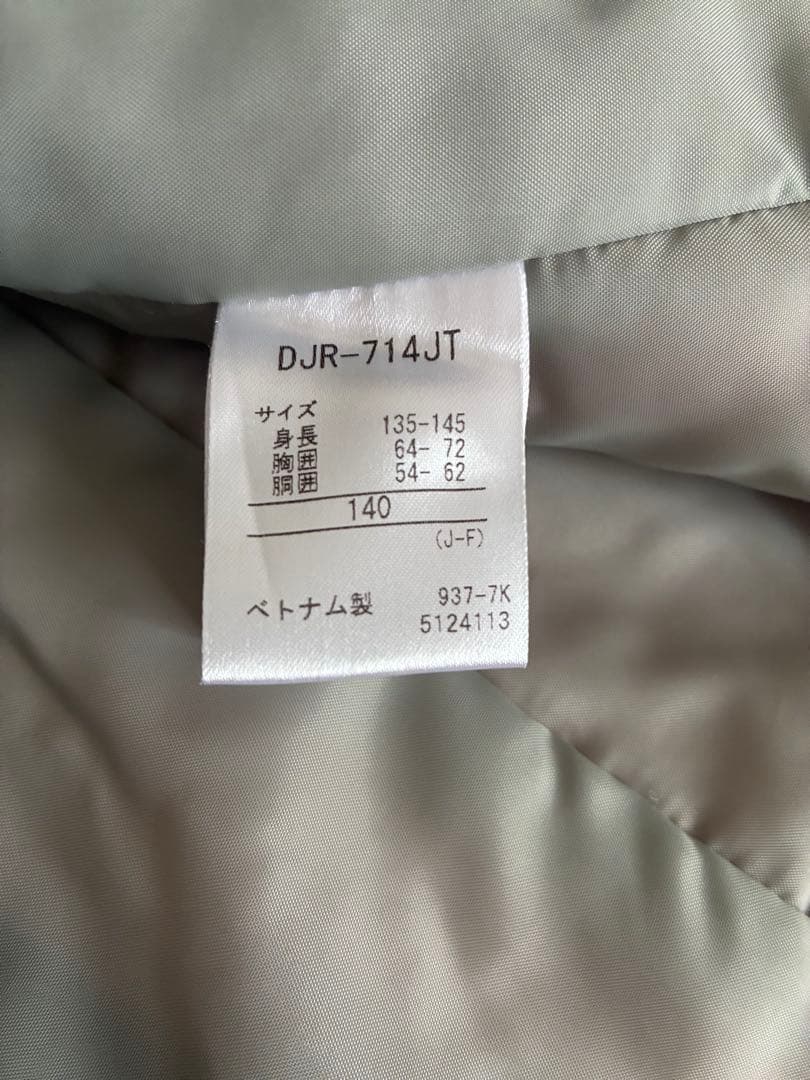 DJR-714JT
サイズ
身長 135-145
胸囲 64- 72
胴囲 54- 62
140
(J-F)
ベトナム製 937-7K
5124113